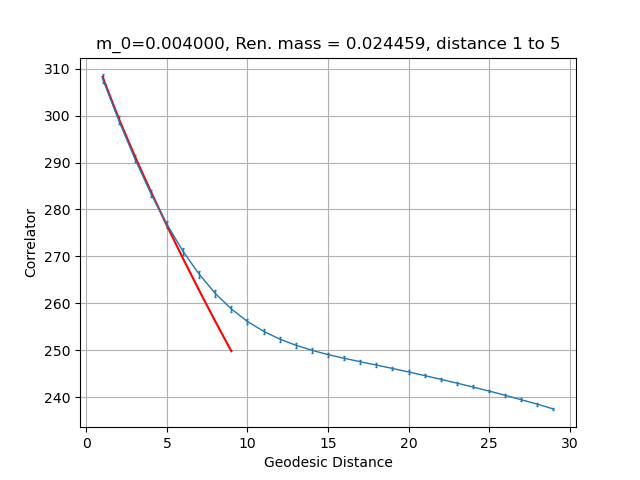 m_0=0.004000, Ren. mass = 0.024459, distance 1 to 5
310
300
290
280
270
260
250
240
Correlator
0 5 10 15 20 25 30
Geodesic Distance